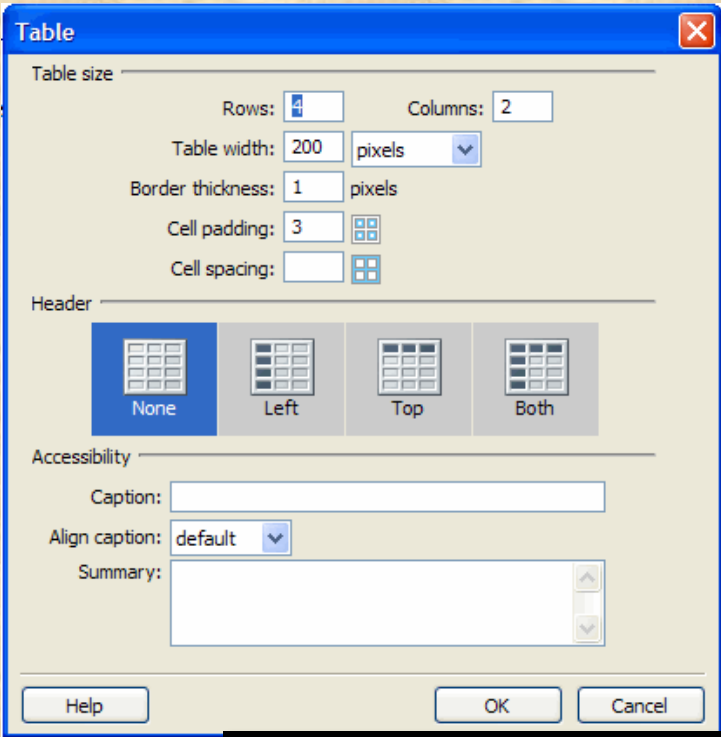 Table
Table size
Rows: 4 Columns: 2
Table width: 200 pixels
Border thickness: 1 pixels
Cell padding: 3
Cell spacing:
Header
None Left Top Both
Accessibility
Caption:
Align caption: default
Summary:
Help OK Cancel